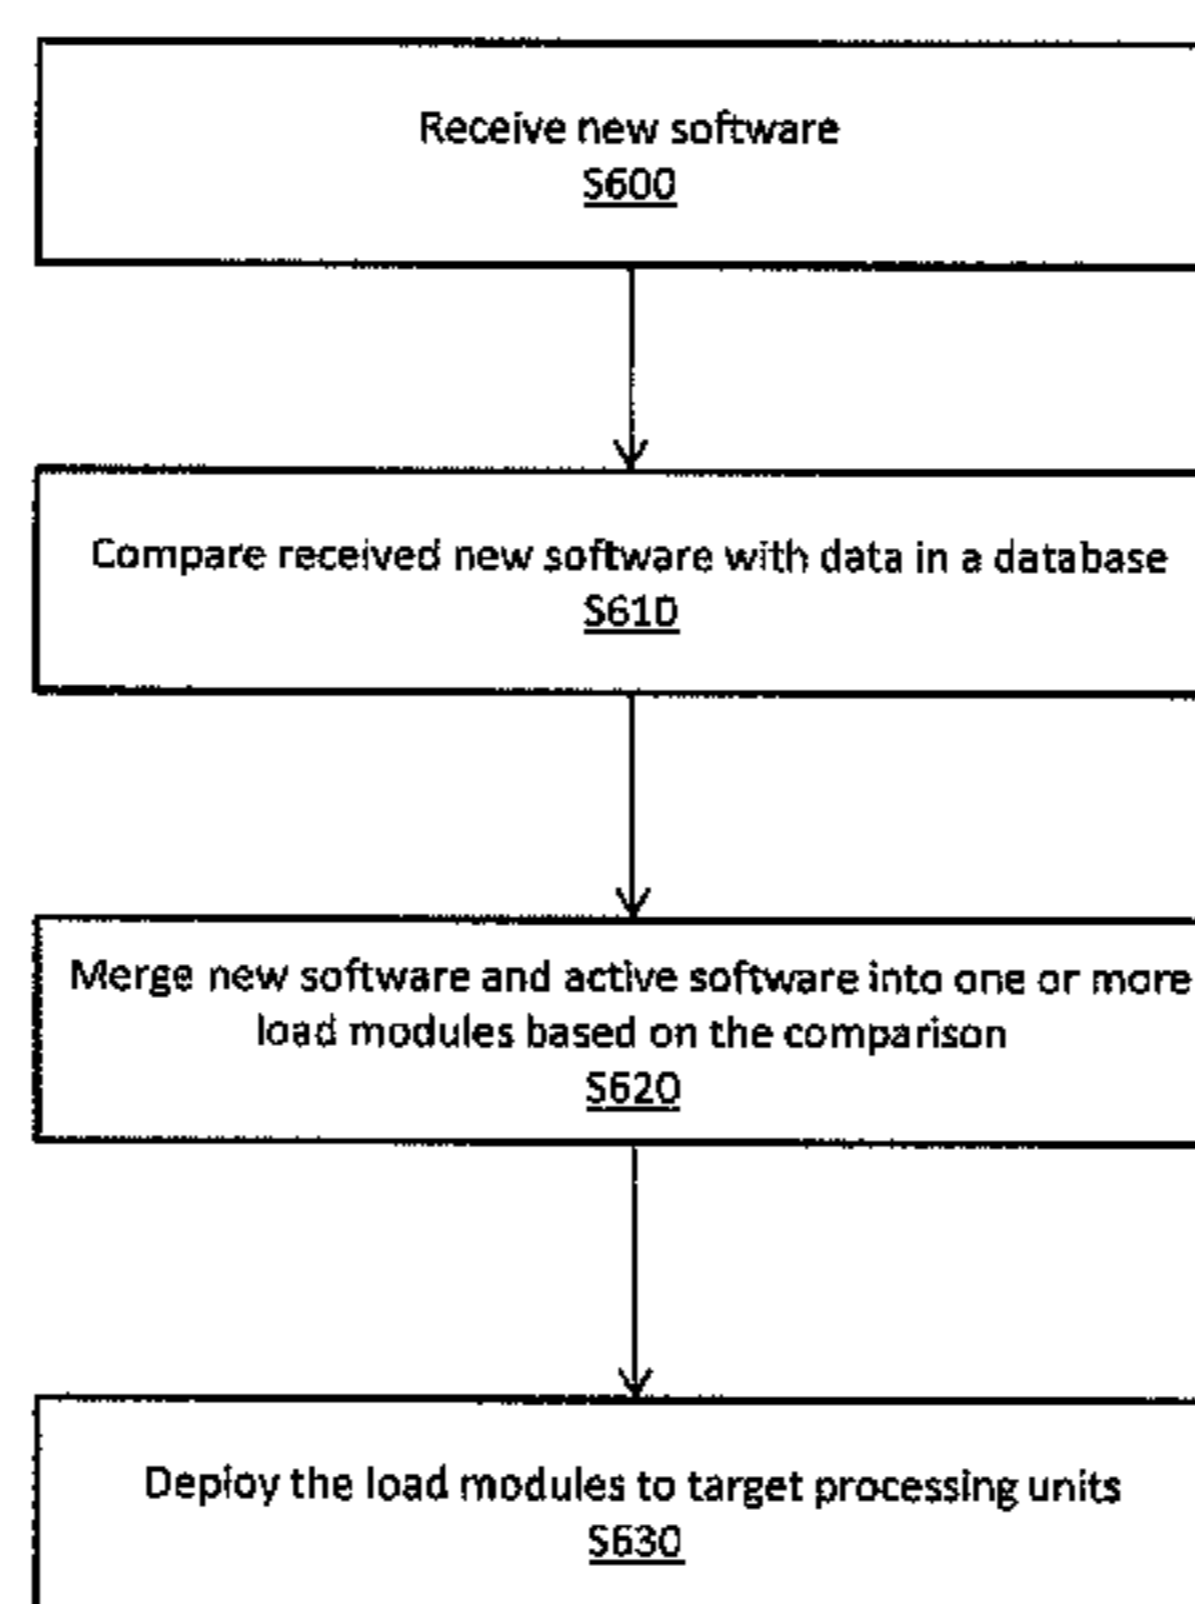 Receive new software
S600
Compare received new software with data in a database
S610
Merge new software and active software into one or more
load modules based on the comparison
S620
Deploy the load modules to target processing units
S630